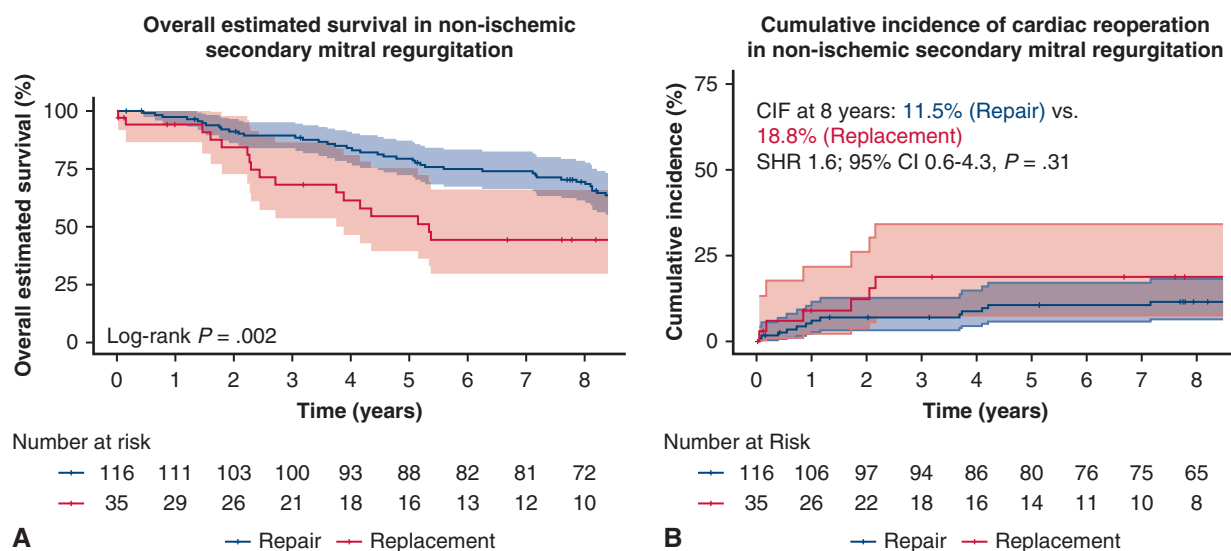 Overall estimated survival in non-ischemic
secondary mitral regurgitation
Overall estimated survival (%)
100
75
50
25
0
Log-rank P = .002
0 1 2 3 4 5 6 7 8
Time (years)
Number at risk
116 111 103 100 93 88 82 81 72
35 29 26 21 18 16 13 12 10
A
Repair Replacement
Cumulative incidence of cardiac reoperation
in non-ischemic secondary mitral regurgitation
Cumulative incidence (%)
75
50
25
0
CIF at 8 years: 11.5% (Repair) vs.
18.8% (Replacement)
SHR 1.6; 95% CI 0.6-4.3, P = .31
0 1 2 3 4 5 6 7 8
Time (years)
Number at Risk
116 106 97 94 86 80 76 75 65
35 26 22 18 16 14 11 10 8
B
Repair Replacement